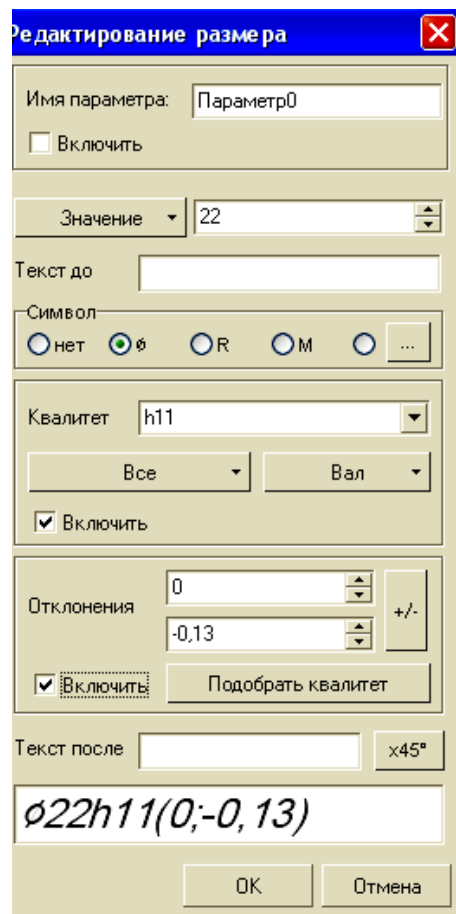 Редактирование размера
Имя параметра: Параметр0
Включить
Значение 22
Текст до
Символ
нет ø R M ...
Квалитет h11
Все Вал
Включить
0
Отклонения +/-
-0,13
Включить Подобрать квалитет
Текст после x45°
ø22h11(0;-0,13)
OK Отмена